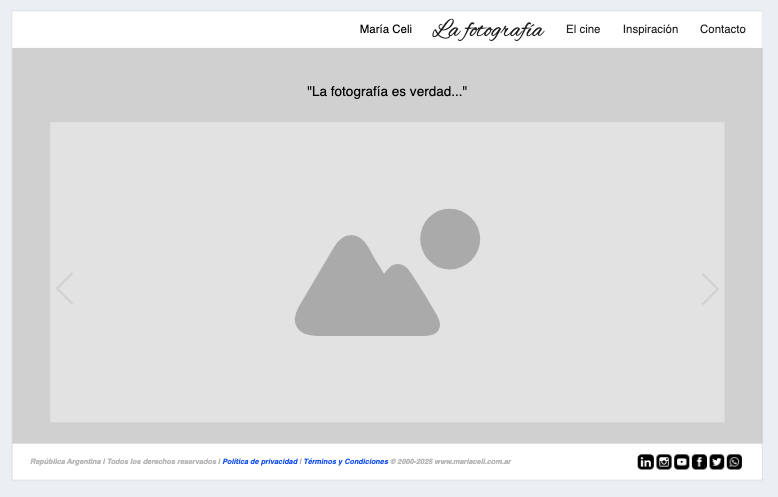 María Celi La fotografía El cine Inspiración Contacto
"La fotografía es verdad..."
República Argentina I Todos los derechos reservados I Política de privacidad I Términos y Condiciones © 2000-2025 www.mariaceli.com.ar